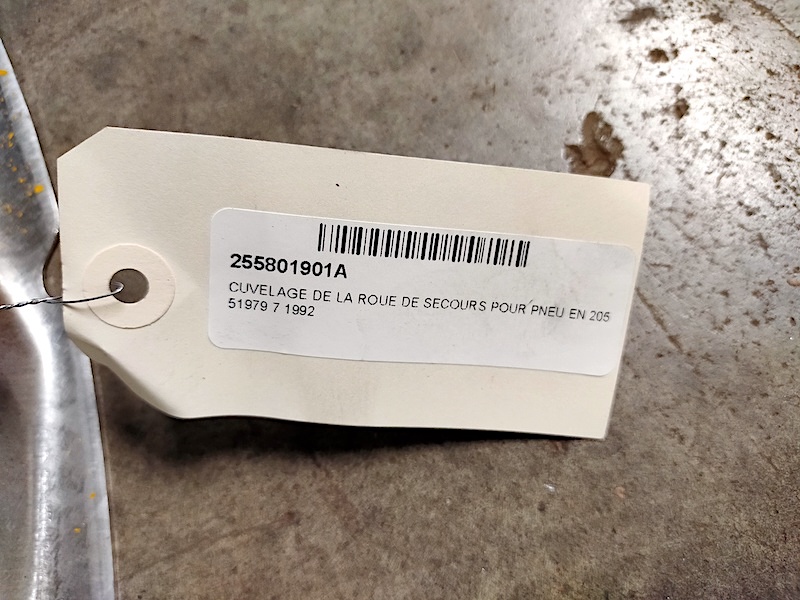 255801901A
CUVELAGE DE LA ROUE DE SECOURS POUR PNEU EN 205
51979 7 1992